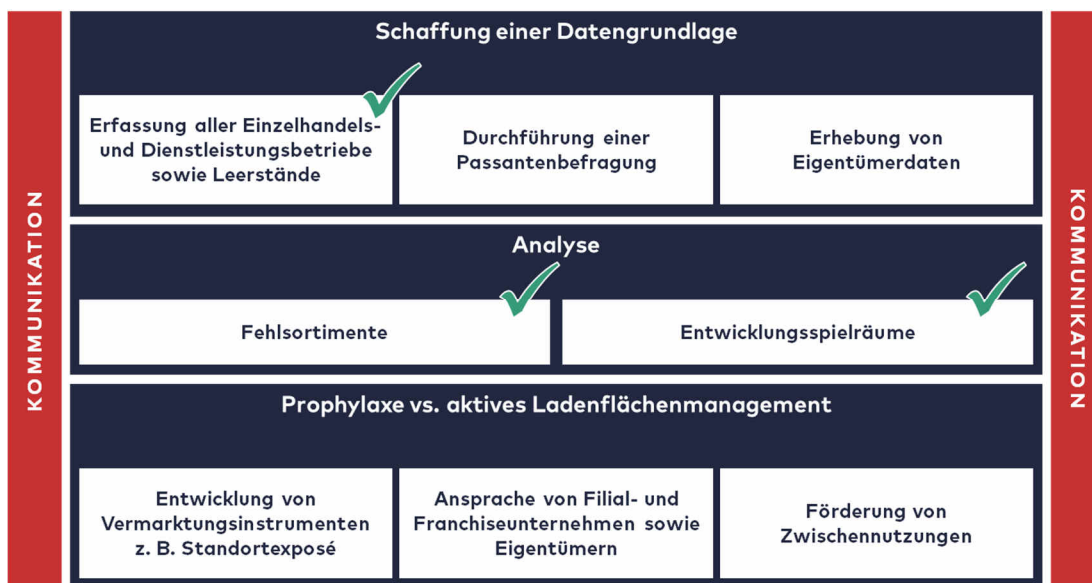 KOMMUNIKATION
Schaffung einer Datengrundlage
Erfassung aller Einzelhandels-
und Dienstleistungsbetriebe
sowie Leerstände
Durchführung einer
Passantenbefragung
Erhebung von
Eigentümerdaten
Analyse
Fehlsortimente
Entwicklungsspielräume
Prophylaxe vs. aktives Ladenflächenmanagement
Entwicklung von
Vermarktungsinstrumenten
z. B. Standortexposé
Ansprache von Filial- und
Franchiseunternehmen sowie
Eigentümern
Förderung von
Zwischennutzungen
KOMMUNIKATION